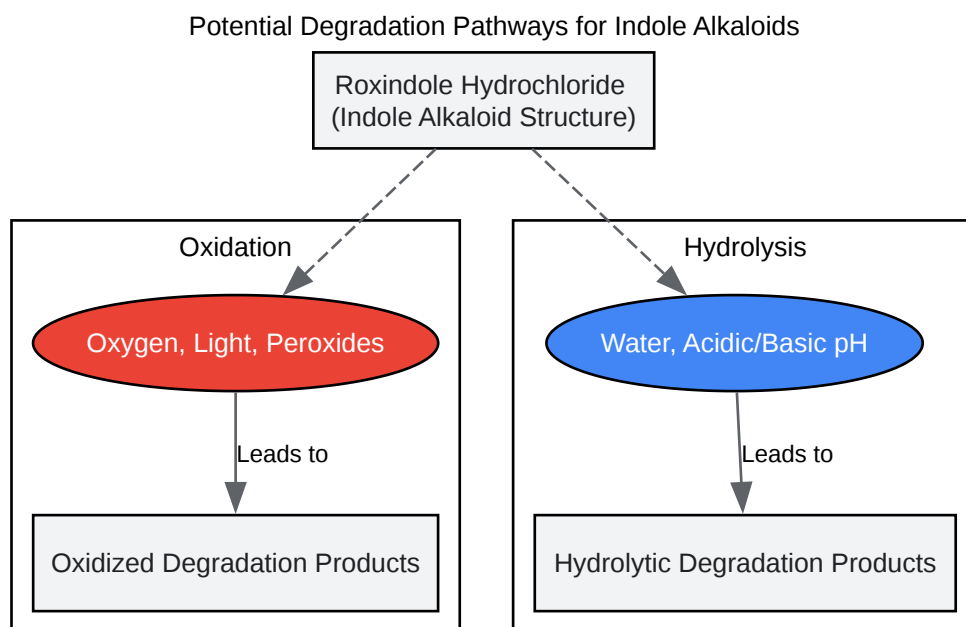 Potential Degradation Pathways for Indole Alkaloids
Roxindole Hydrochloride
(Indole Alkaloid Structure)
Oxidation
Oxygen, Light, Peroxides
Leads to
Oxidized Degradation Products
Hydrolysis
Water, Acidic/Basic pH
Leads to
Hydrolytic Degradation Products